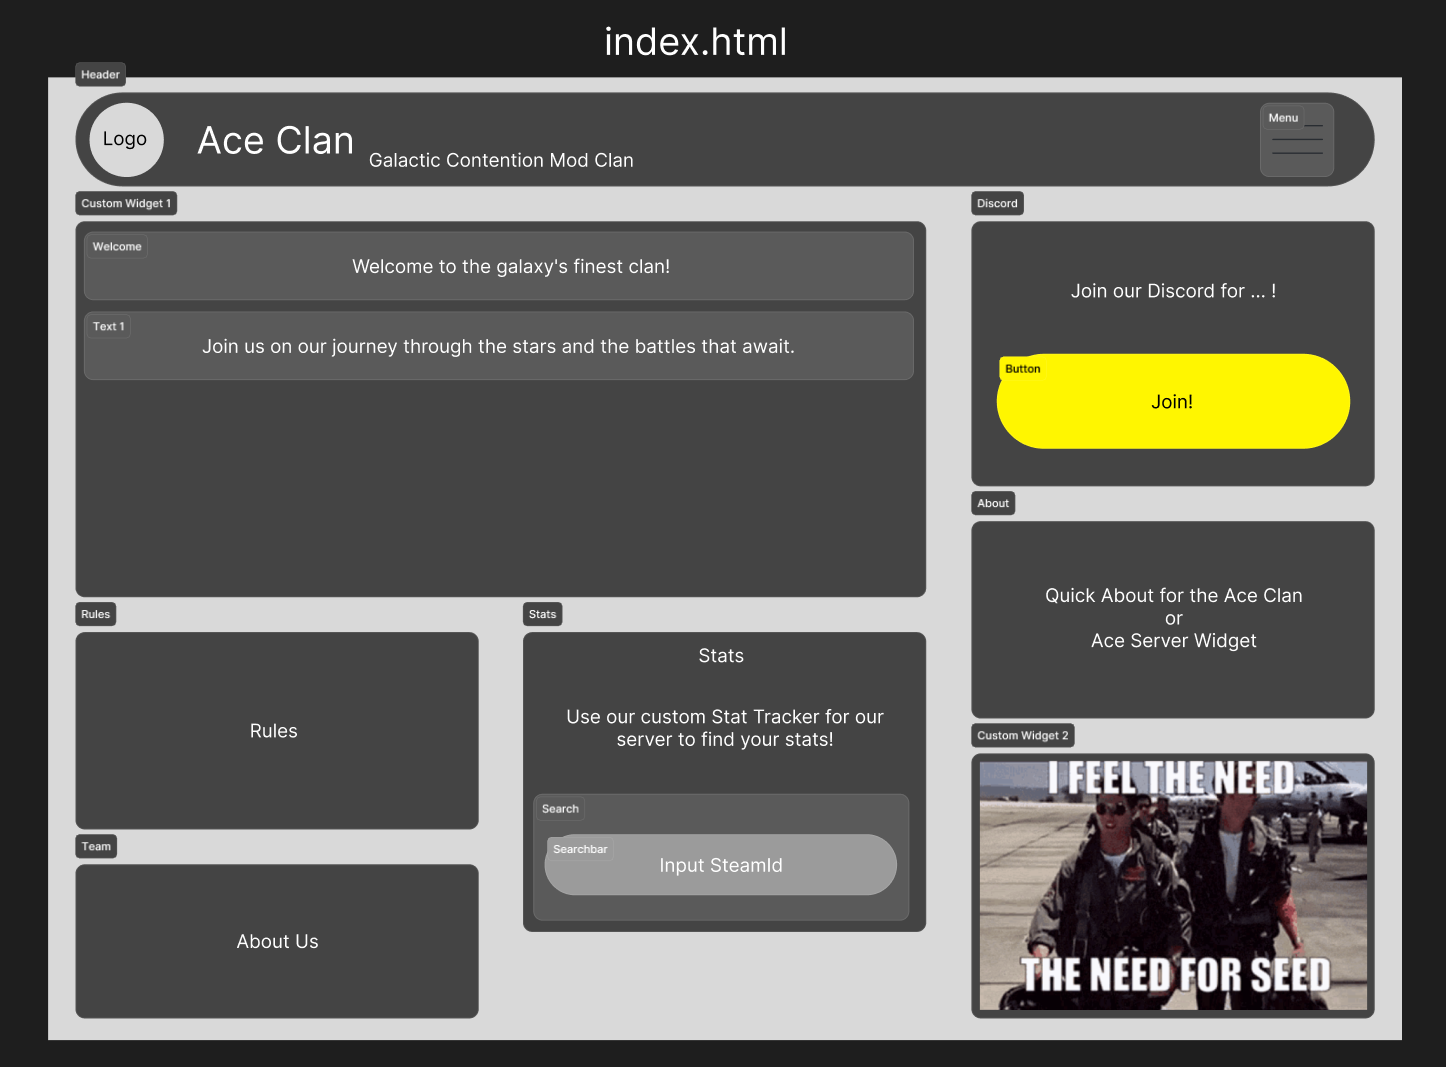 index.html
Header
Logo
Ace Clan
Galactic Contention Mod Clan
Menu
Custom Widget 1
Welcome
Welcome to the galaxy's finest clan!
Text 1
Join us on our journey through the stars and the battles that await.
Discord
Join our Discord for ... !
Button
Join!
About
Quick About for the Ace Clan
or
Ace Server Widget
Rules
Rules
Stats
Stats
Use our custom Stat Tracker for our
server to find your stats!
Search
Searchbar
Input SteamId
Team
About Us
Custom Widget 2
I FEEL THE NEED
THE NEED FOR SEED